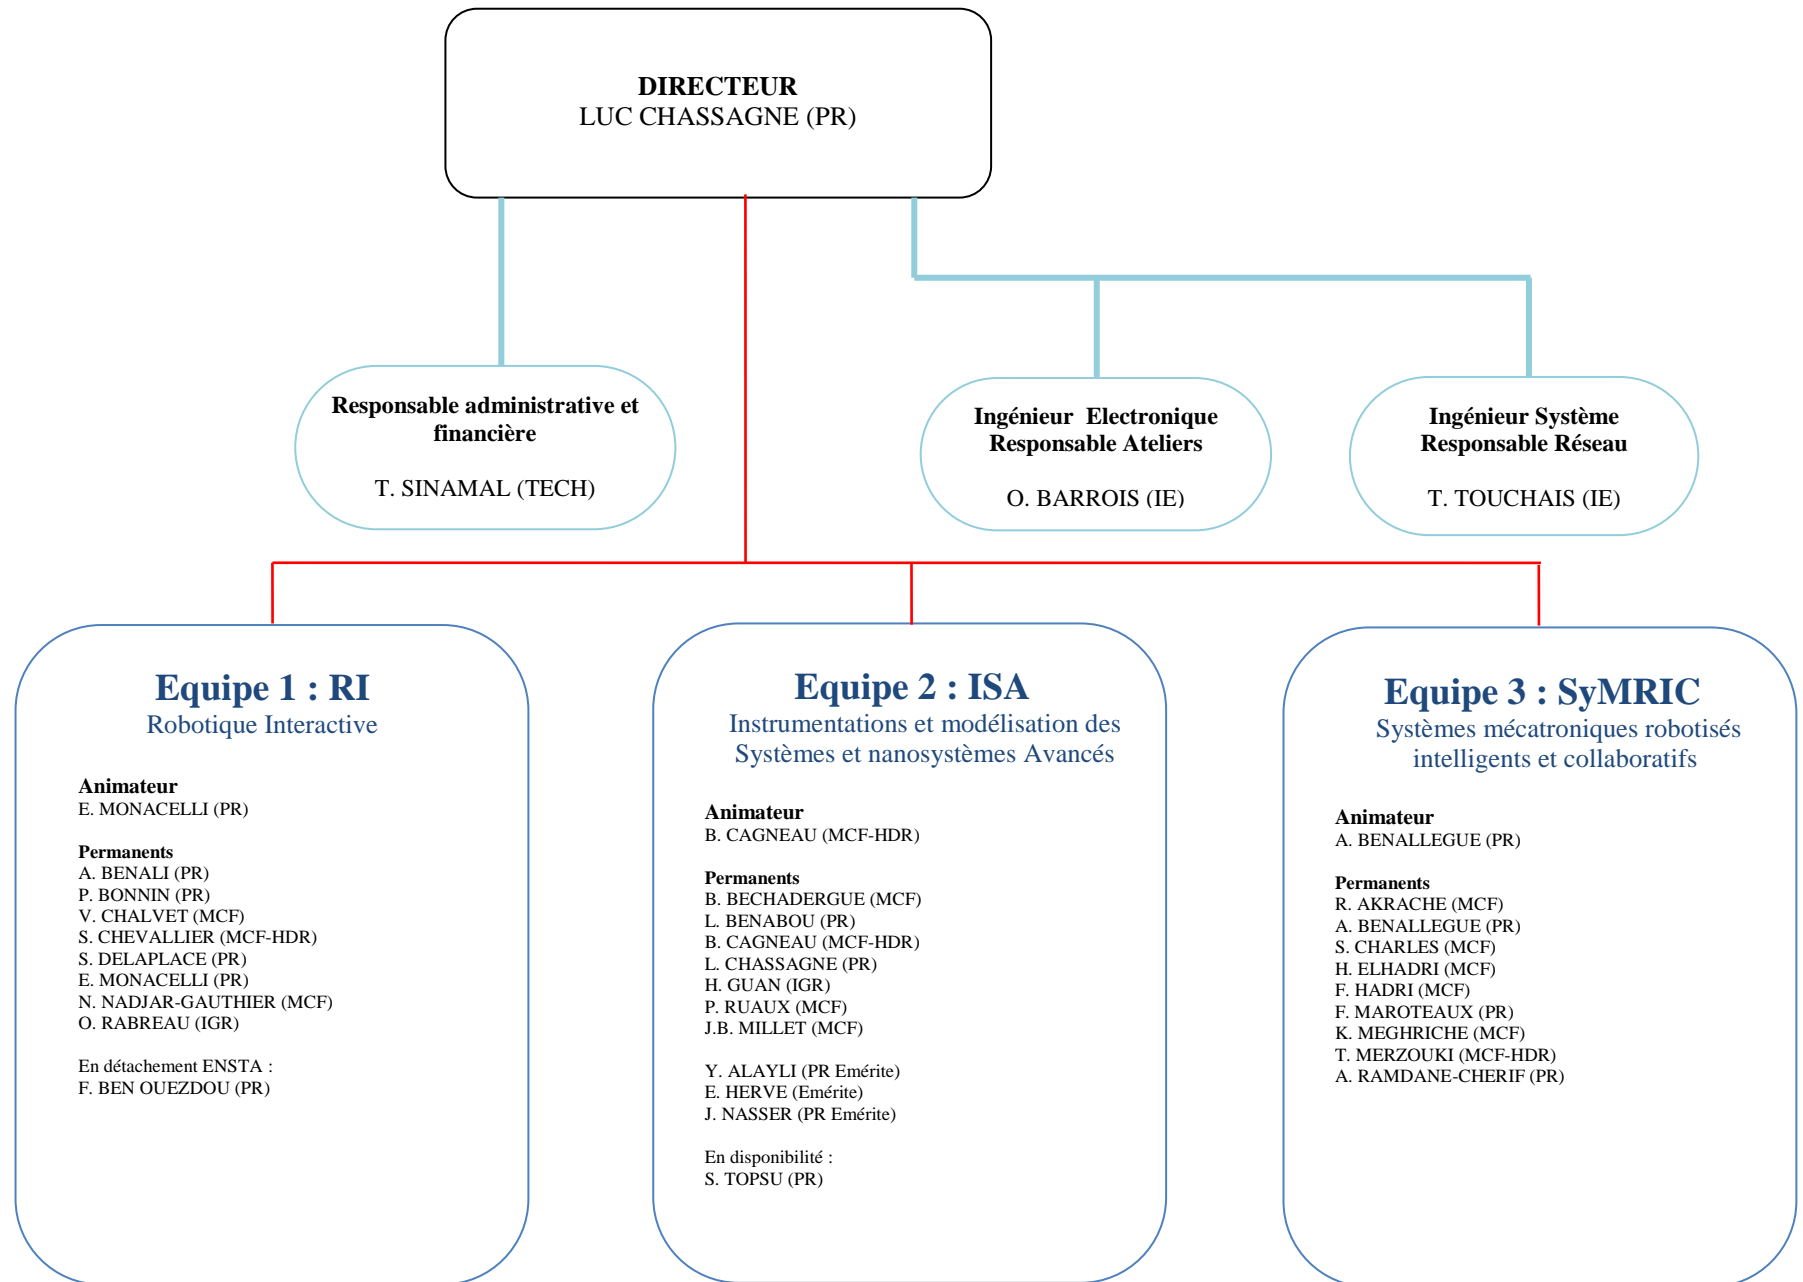 DIRECTEUR
LUC CHASSAGNE (PR)
Responsable administrative et
financière
T. SINAMAL (TECH)
Ingénieur  Electronique
Responsable Ateliers
O. BARROIS (IE)
Ingénieur Système
Responsable Réseau
T. TOUCHAIS (IE)
Equipe 1 : RI
Robotique Interactive
Animateur
E. MONACELLI (PR)
Permanents
A. BENALI (PR)
P. BONNIN (PR)
V. CHALVET (MCF)
S. CHEVALLIER (MCF-HDR)
S. DELAPLACE (PR)
E. MONACELLI (PR)
N. NADJAR-GAUTHIER (MCF)
O. RABREAU (IGR)
En détachement ENSTA :
F. BEN OUEZDOU (PR)
Equipe 2 : ISA
Instrumentations et modélisation des
Systèmes et nanosystèmes Avancés
Animateur
B. CAGNEAU (MCF-HDR)
Permanents
B. BECHADERGUE (MCF)
L. BENABOU (PR)
B. CAGNEAU (MCF-HDR)
L. CHASSAGNE (PR)
H. GUAN (IGR)
P. RUAUX (MCF)
J.B. MILLET (MCF)
Y. ALAYLI (PR Emérite)
E. HERVE (Emérite)
J. NASSER (PR Emérite)
En disponibilité :
S. TOPSU (PR)
Equipe 3 : SyMRIC
Systèmes mécatroniques robotisés
intelligents et collaboratifs
Animateur
A. BENALLEGUE (PR)
Permanents
R. AKRACHE (MCF)
A. BENALLEGUE (PR)
S. CHARLES (MCF)
H. ELHADRI (MCF)
F. HADRI (MCF)
F. MAROTEAUX (PR)
K. MEGHRICHE (MCF)
T. MERZOUKI (MCF-HDR)
A. RAMDANE-CHERIF (PR)